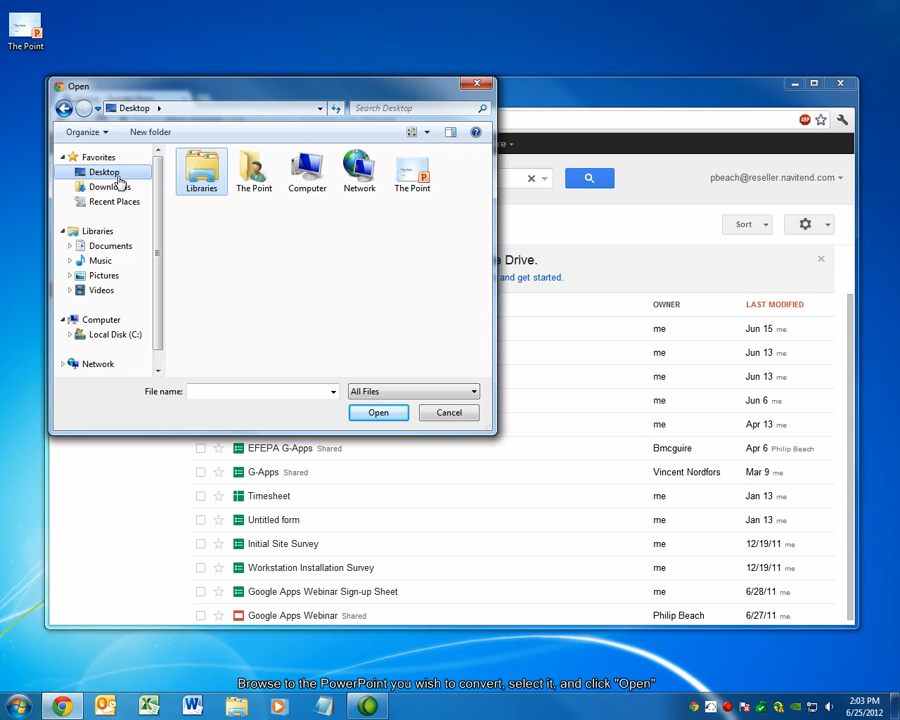 The Point
Open
Desktop
Search Desktop
Organize
New folder
Favorites
Desktop
Downloads
Recent Places
Libraries
Documents
Music
Pictures
Videos
Computer
Local Disk (C:)
Network
Libraries
The Point
Computer
Network
The Point
File name:
All Files
Open
Cancel
re
pbeach@reseller.navitend.com
Sort
e Drive.
and get started.
OWNER LAST MODIFIED
me Jun 15 me
me Jun 13 me
me Jun 13 me
me Jun 6 me
me Apr 13 me
EFEPA G-Apps Shared Bmcguire Apr 6 Philip Beach
G-Apps Shared Vincent Nordfors Mar 9 me
Timesheet me Jan 13 me
Untitled form me Jan 13 me
Initial Site Survey me 12/19/11 me
Workstation Installation Survey me 12/19/11 me
Google Apps Webinar Sign-up Sheet me 6/28/11 me
Google Apps Webinar Shared Philip Beach 6/27/11 me
Browse to the PowerPoint you wish to convert, select it, and click "Open"
2:03 PM
6/25/2012